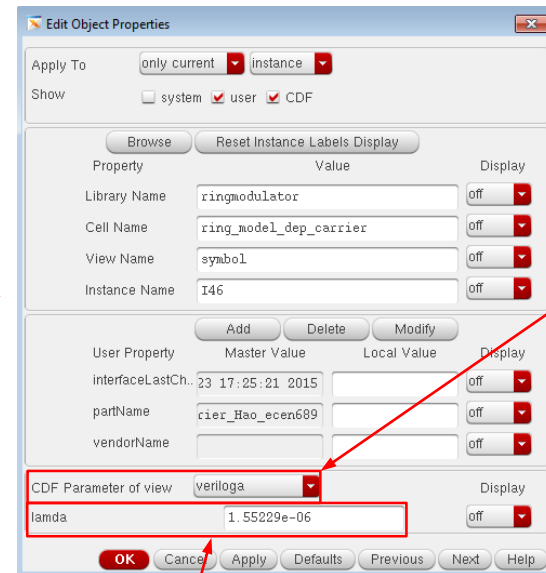 Edit Object Properties
Apply To only current instance
Show system user CDF
Browse Reset Instance Labels Display
Property Value Display
Library Name ringmodulator off
Cell Name ring_model_dep_carrier off
View Name symbol off
Instance Name I46 off
Add Delete Modify
User Property Master Value Local Value Display
interfaceLastCh.. 23 17:25:21 2015 off
partName rier_Hao_ecen689 off
vendorName off
CDF Parameter of view veriloga Display
lamda 1.55229e-06 off
OK Cancel Apply Defaults Previous Next Help